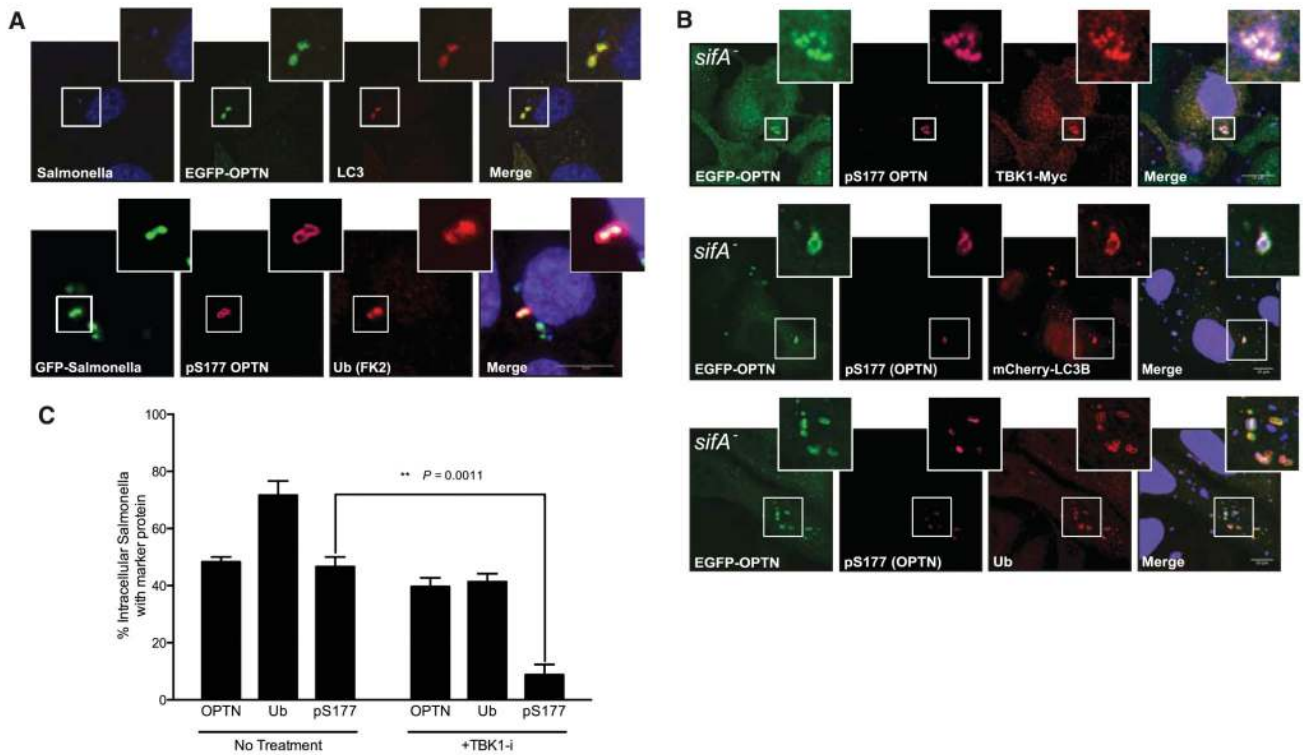 A
Salmonella
EGFP-OPTN
LC3
Merge
GFP-Salmonella
pS177 OPTN
Ub (FK2)
Merge
B
sifA⁻
EGFP-OPTN
pS177 OPTN
TBK1-Myc
Merge
sifA⁻
EGFP-OPTN
pS177 (OPTN)
mCherry-LC3B
Merge
sifA⁻
EGFP-OPTN
pS177 (OPTN)
Ub
Merge
C
% Intracellular Salmonella
with marker protein
100
80
60
40
20
0
** P = 0.0011
OPTN Ub pS177 OPTN Ub pS177
No Treatment +TBK1-i